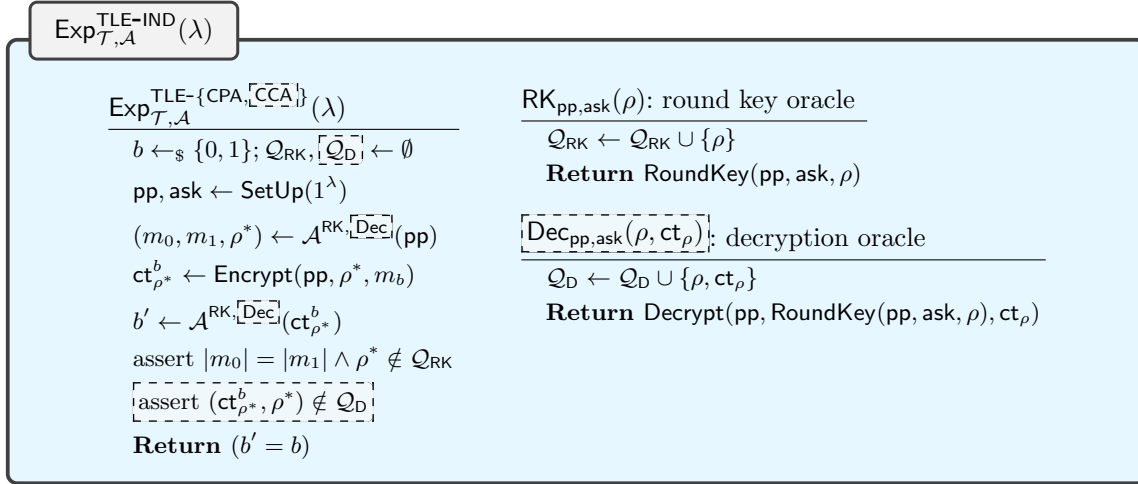 Exp^{TLE-IND}_{𝒯,𝒜}(λ)
Exp^{TLE-{CPA,CCA}}_{𝒯,𝒜}(λ)
b ←_$ {0, 1}; 𝒬_RK, 𝒬_D ← ∅
pp, ask ← SetUp(1^λ)
(m_0, m_1, ρ^*) ← 𝒜^{RK,Dec}(pp)
ct^b_{ρ^*} ← Encrypt(pp, ρ^*, m_b)
b′ ← 𝒜^{RK,Dec}(ct^b_{ρ^*})
assert |m_0| = |m_1| ∧ ρ^* ∉ 𝒬_RK
assert (ct^b_{ρ^*}, ρ^*) ∉ 𝒬_D
Return (b′ = b)
RK_{pp,ask}(ρ): round key oracle
𝒬_RK ← 𝒬_RK ∪ {ρ}
Return RoundKey(pp, ask, ρ)
Dec_{pp,ask}(ρ, ct_ρ): decryption oracle
𝒬_D ← 𝒬_D ∪ {ρ, ct_ρ}
Return Decrypt(pp, RoundKey(pp, ask, ρ), ct_ρ)